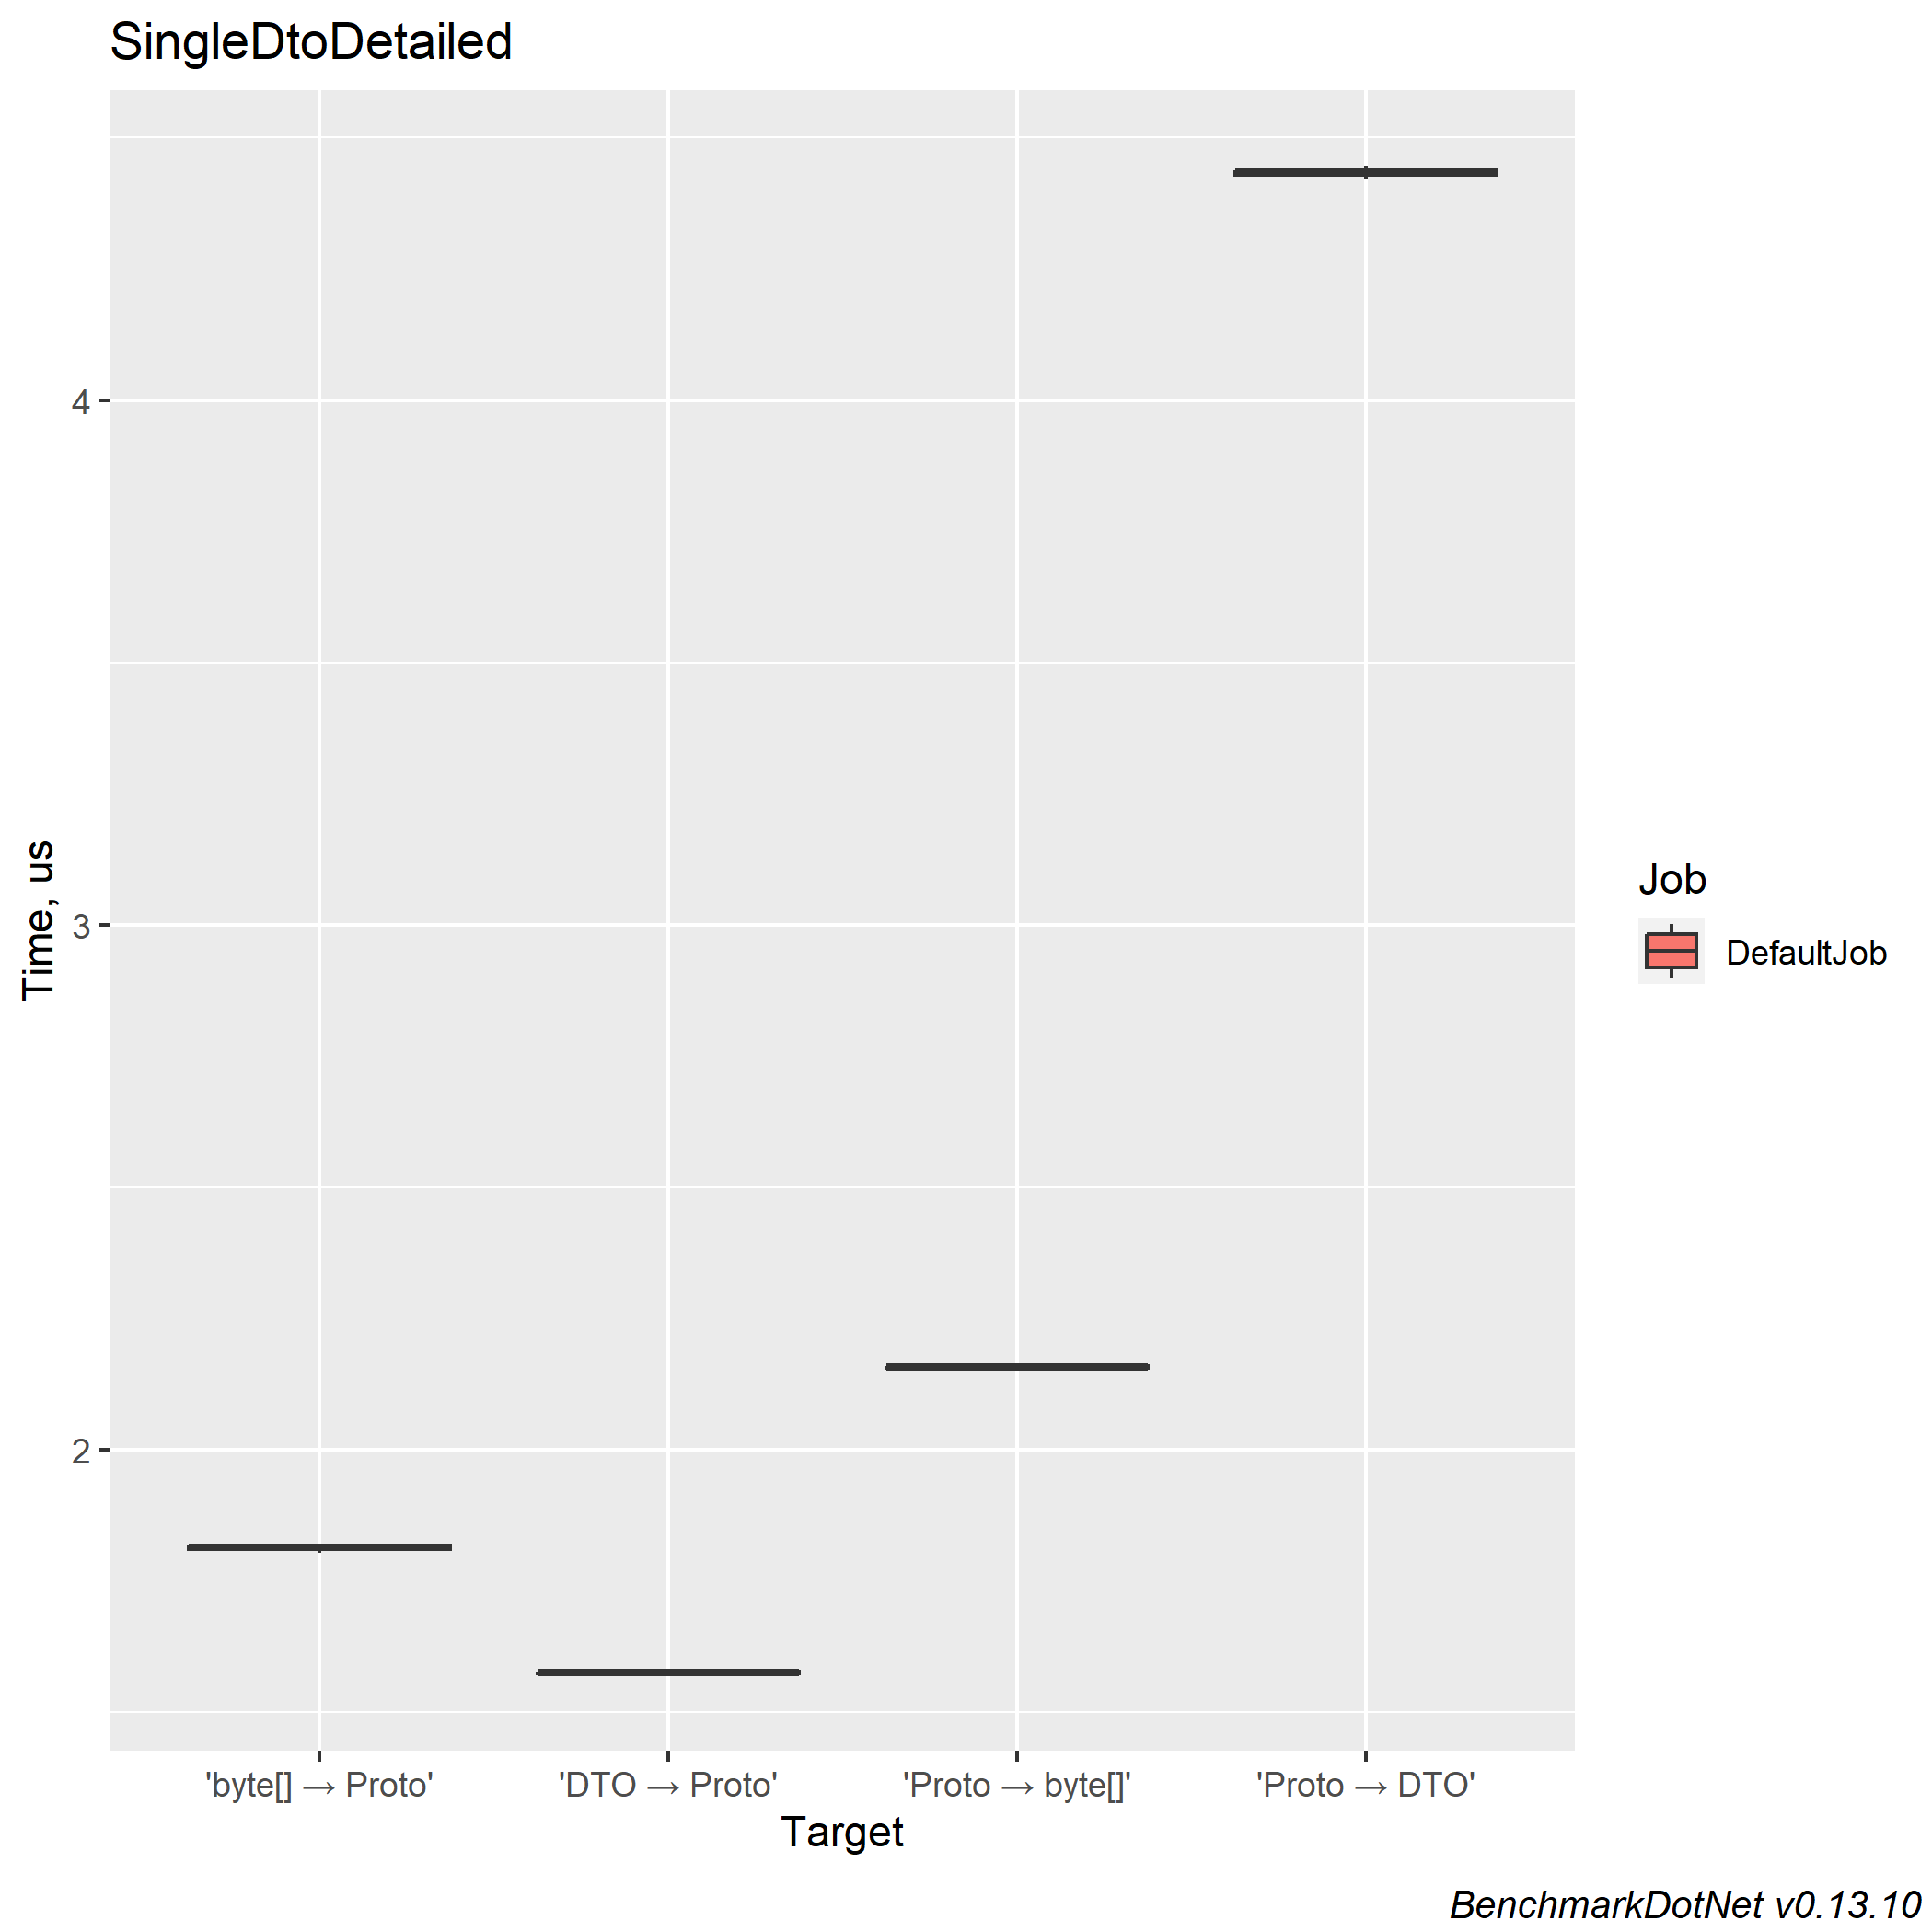 SingleDtoDetailed
Time, us
4
3
2
'byte[] → Proto' 'DTO → Proto' 'Proto → byte[]' 'Proto → DTO'
Target
Job
DefaultJob
BenchmarkDotNet v0.13.10